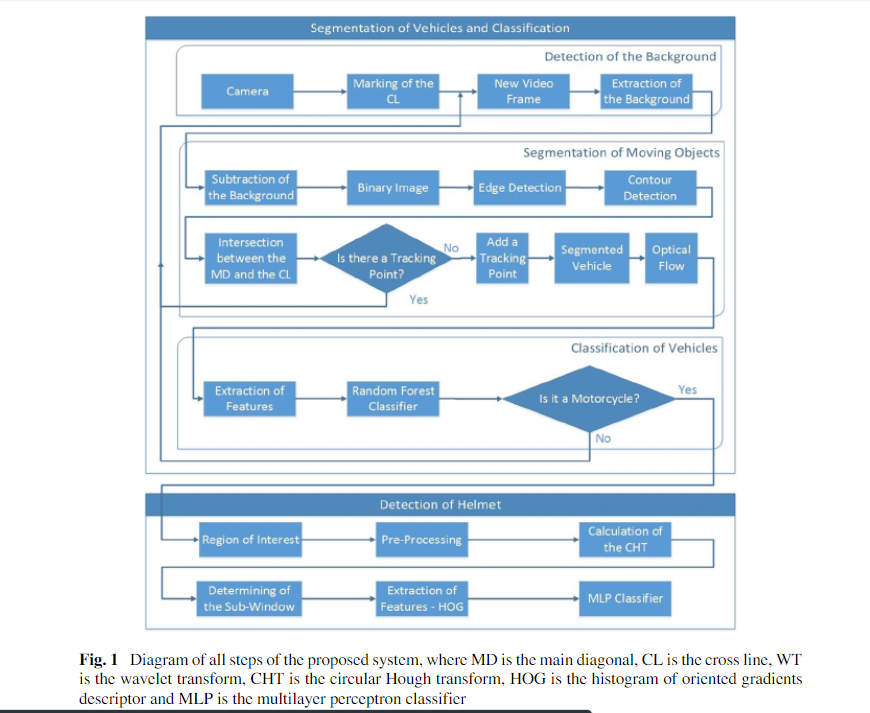 Segmentation of Vehicles and Classification
Detection of the Background
Camera
Marking of the
CL
New Video
Frame
Extraction of
the Background
Segmentation of Moving Objects
Subtraction of
the Background
Binary Image
Edge Detection
Contour
Detection
Intersection
between the
MD and the CL
Is there a Tracking
Point?
No
Yes
Add a
Tracking
Point
Segmented
Vehicle
Optical
Flow
Classification of Vehicles
Extraction of
Features
Random Forest
Classifier
Is it a Motorcycle?
Yes
No
Detection of Helmet
Region of Interest
Pre-Processing
Calculation of
the CHT
Determining of
the Sub-Window
Extraction of
Features - HOG
MLP Classifier
Fig. 1 Diagram of all steps of the proposed system, where MD is the main diagonal, CL is the cross line, WT
is the wavelet transform, CHT is the circular Hough transform, HOG is the histogram of oriented gradients
descriptor and MLP is the multilayer perceptron classifier